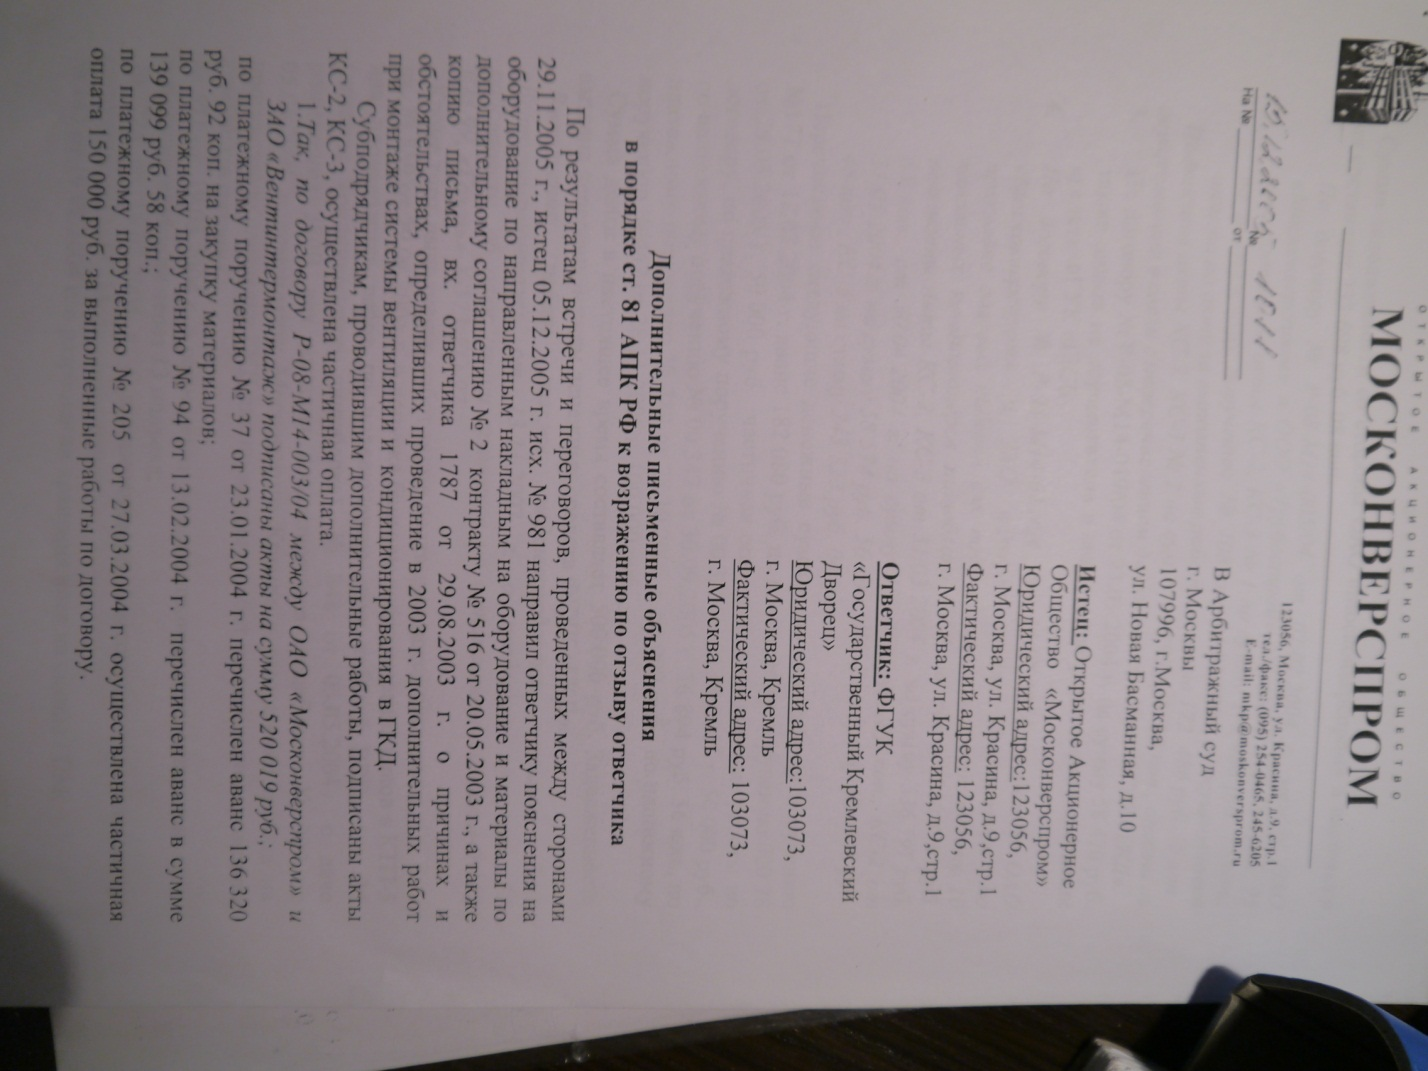 ОТКРЫТОЕ АКЦИОНЕРНОЕ ОБЩЕСТВО
МОСКОНВЕРСПРОМ
123056, Москва, ул. Красина, д.9, стр.1
тел./факс: (095) 254-0465, 245-6205
E-mail: mkp@moskonversprom.ru
№
На № от
В Арбитражный суд
г. Москвы
107996, г.Москва,
ул. Новая Басманная, д.10
Истец: Открытое Акционерное
Общество «Москонверспром»
Юридический адрес:123056,
г. Москва, ул. Красина, д.9,стр.1
Фактический адрес: 123056,
г. Москва, ул. Красина, д.9,стр.1
Ответчик: ФГУК
«Государственный Кремлевский
Дворец»
Юридический адрес:103073,
г. Москва, Кремль
Фактический адрес: 103073,
г. Москва, Кремль
Дополнительные письменные объяснения
в порядке ст. 81 АПК РФ к возражению по отзыву ответчика
По результатам встречи и переговоров, проведенных между сторонами
29.11.2005 г., истец 05.12.2005 г. исх. № 981 направил ответчику пояснения на
оборудование по направленным накладным на оборудование и материалы по
дополнительному соглашению № 2 контракту № 516 от 20.05.2003 г., а также
копию письма, вх. ответчика 1787 от 29.08.2003 г. о причинах и
обстоятельствах, определивших проведение в 2003 г. дополнительных работ
при монтаже системы вентиляции и кондиционирования в ГКД.
Субподрядчикам, проводившим дополнительные работы, подписаны акты
КС-2, КС-3, осуществлена частичная оплата.
1.Так, по договору Р-08-М14-003/04 между ОАО «Москонверспром» и
ЗАО «Вентинтермонтаж» подписаны акты на сумму 520 019 руб.;
по платежному поручению № 37 от 23.01.2004 г. перечислен аванс 136 320
руб. 92 коп. на закупку материалов;
по платежному поручению № 94 от 13.02.2004 г. перечислен аванс в сумме
139 099 руб. 58 коп.;
по платежному поручению № 205 от 27.03.2004 г. осуществлена частичная
оплата 150 000 руб. за выполненные работы по договору.